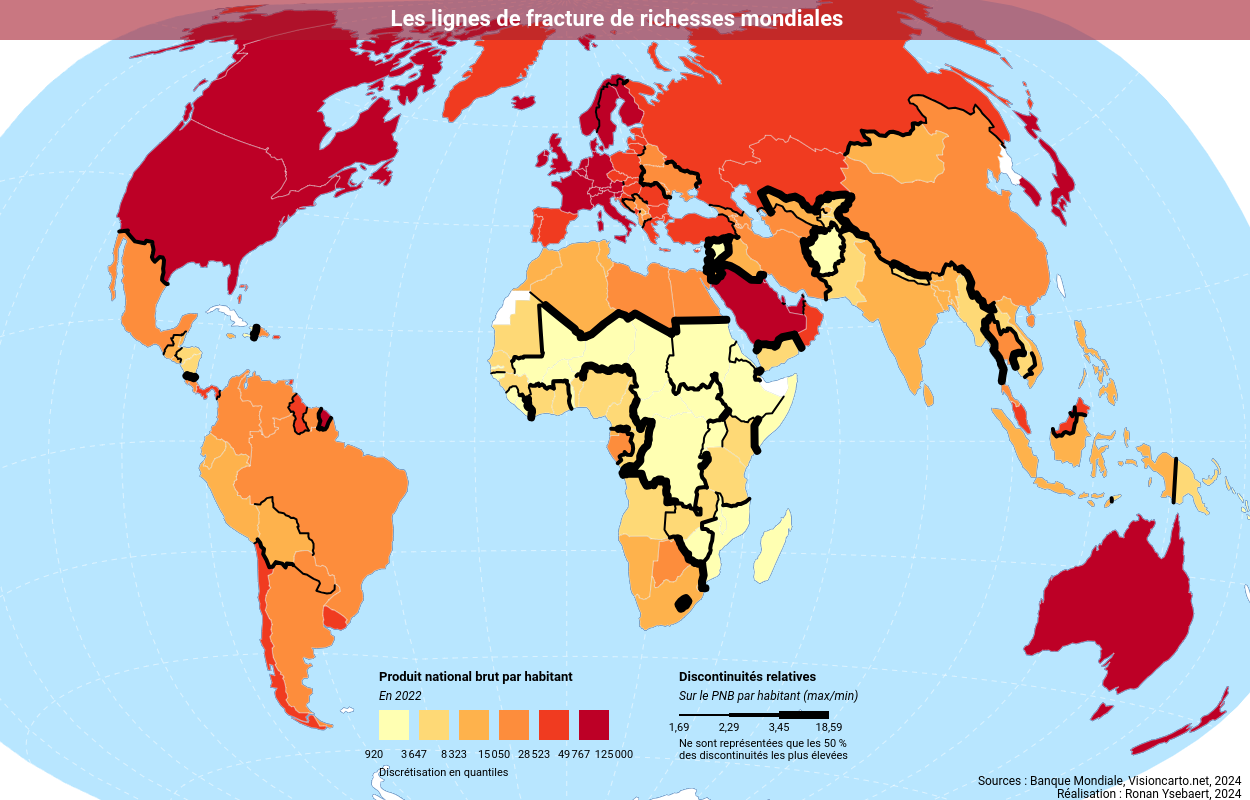 Les lignes de fracture de richesses mondiales
Produit national brut par habitant
En 2022
920 3 647 8 323 15 050 28 523 49 767 125 000
Discrétisation en quantiles
Discontinuités relatives
Sur le PNB par habitant (max/min)
1,69 2,29 3,45 18,59
Ne sont représentées que les 50 %
des discontinuités les plus élevées
Sources : Banque Mondiale, Visioncarto.net, 2024
Réalisation : Ronan Ysebaert, 2024